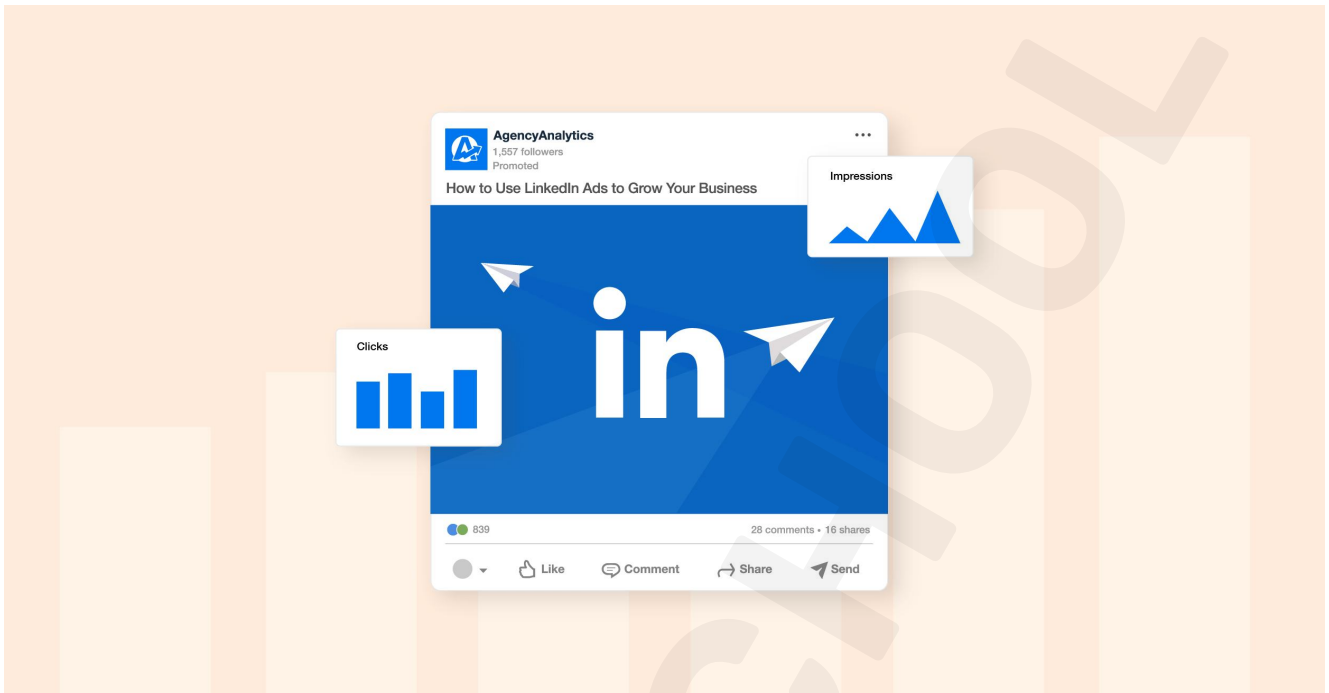 AgencyAnalytics
1,557 followers
Promoted
How to Use LinkedIn Ads to Grow Your Business
Impressions
in
Clicks
839
28 comments • 16 shares
Like
Comment
Share
Send